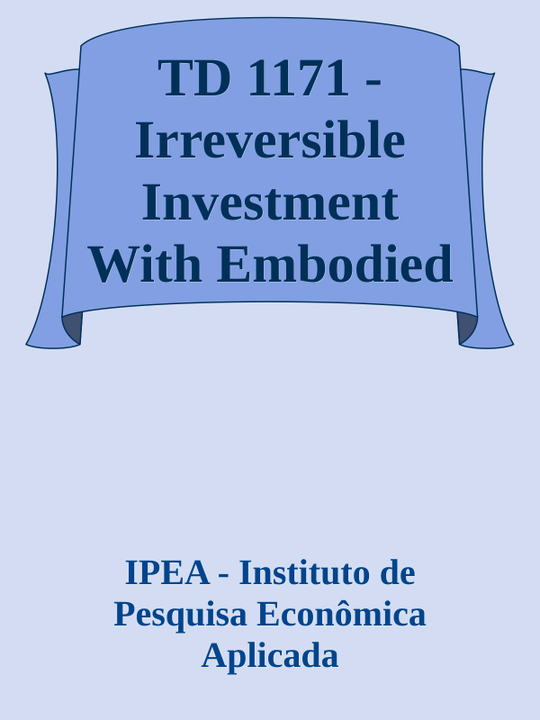 TD 1171 -
Irreversible
Investment
With Embodied
IPEA - Instituto de
Pesquisa Econômica
Aplicada